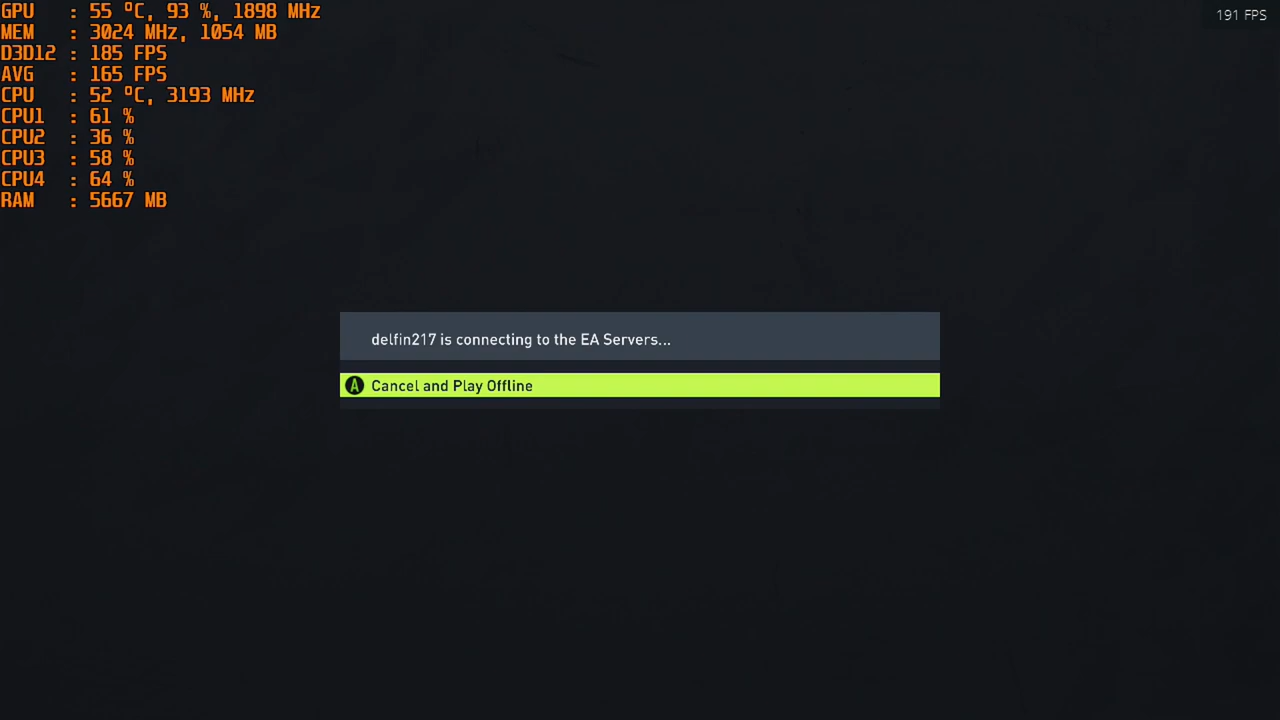 GPU : 55 ºC, 93 %, 1898 MHz
191 FPS
MEM : 3024 MHz, 1054 MB
D3D12 : 185 FPS
AVG : 165 FPS
CPU : 52 ºC, 3193 MHz
CPU1 : 61 %
CPU2 : 36 %
CPU3 : 58 %
CPU4 : 64 %
RAM : 5667 MB
delfin217 is connecting to the EA Servers...
A Cancel and Play Offline